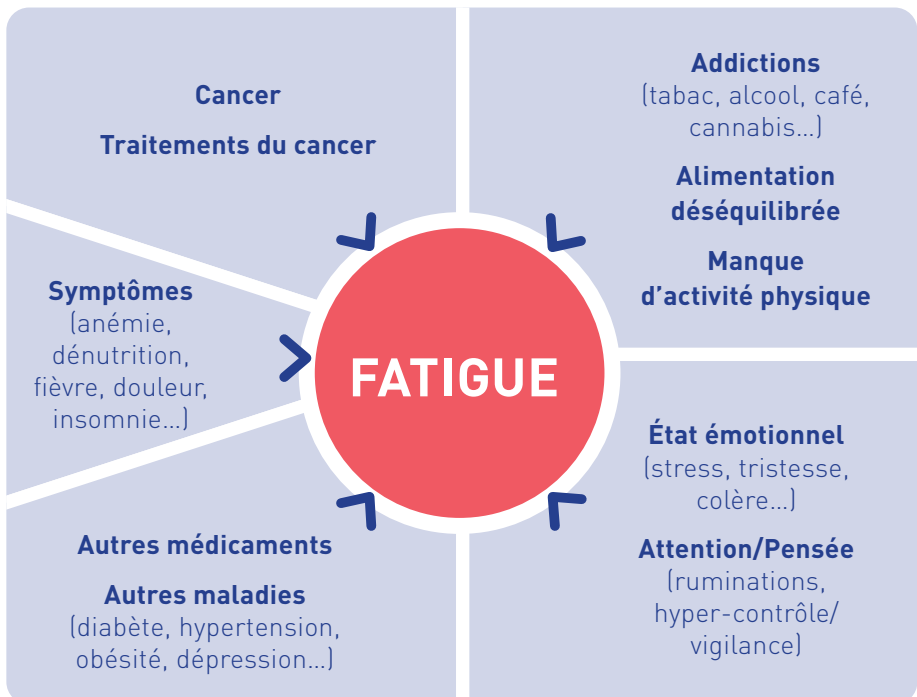 Cancer
Traitements du cancer
Addictions
(tabac, alcool, café,
cannabis...)
Alimentation
déséquilibrée
Manque
d'activité physique
Symptômes
(anémie,
dénutrition,
fièvre, douleur,
insomnie...)
FATIGUE
État émotionnel
(stress, tristesse,
colère...)
Attention/Pensée
(ruminations,
hyper-contrôle/
vigilance)
Autres médicaments
Autres maladies
(diabète, hypertension,
obésité, dépression...)